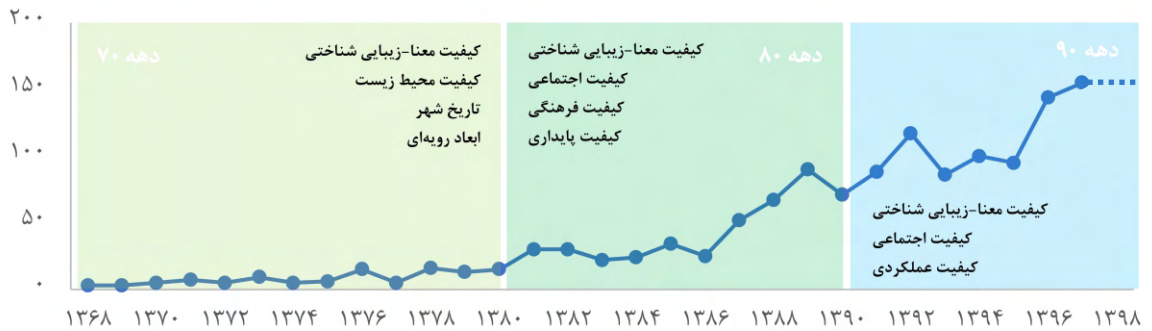 ۲۰۰
۱۵۰
۱۰۰
۵۰
۰
دهه ۷۰
کیفیت معنا-زیبایی شناختی
کیفیت محیط زیست
تاریخ شهر
ابعاد رویه‌ای
دهه ۸۰
کیفیت معنا-زیبایی شناختی
کیفیت اجتماعی
کیفیت فرهنگی
کیفیت پایداری
دهه ۹۰
کیفیت معنا-زیبایی شناختی
کیفیت اجتماعی
کیفیت عملکردی
۱۳۶۸ ۱۳۷۰ ۱۳۷۲ ۱۳۷۴ ۱۳۷۶ ۱۳۷۸ ۱۳۸۰ ۱۳۸۲ ۱۳۸۴ ۱۳۸۶ ۱۳۸۸ ۱۳۹۰ ۱۳۹۲ ۱۳۹۴ ۱۳۹۶ ۱۳۹۸